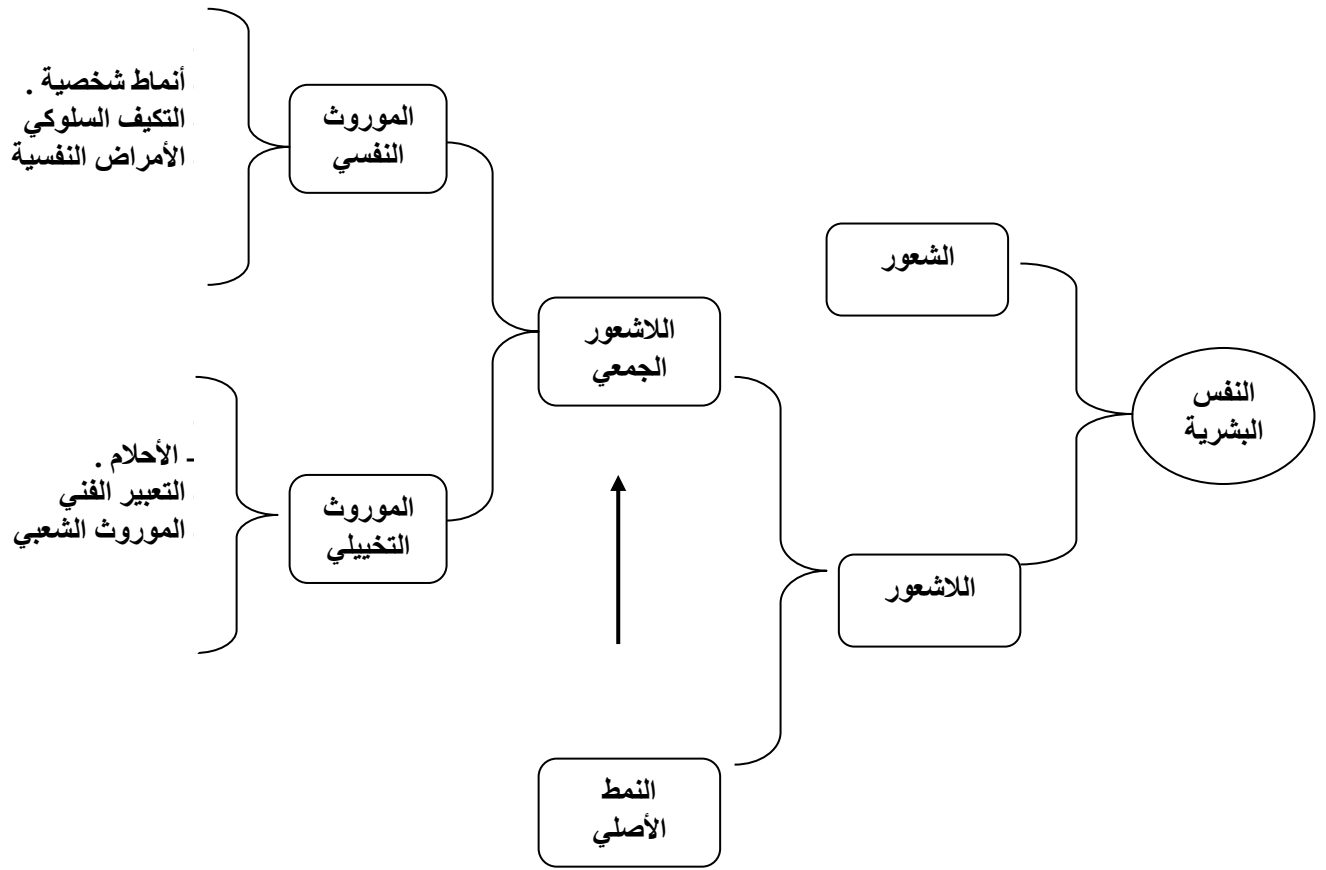 النفس
البشرية
الشعور
اللاشعور
اللاشعور
الجمعي
النمط
الأصلي
الموروث
النفسي
أنماط شخصية .
التكيف السلوكي
الأمراض النفسية
الموروث
التخييلي
- الأحلام .
التعبير الفني
الموروث الشعبي